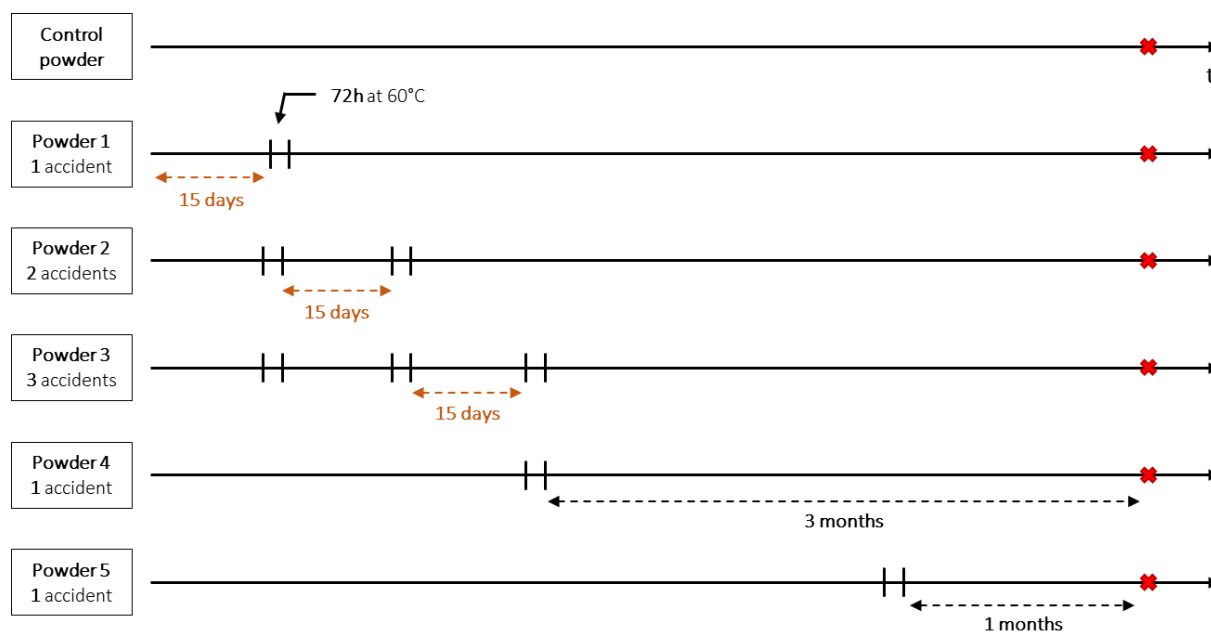 Control
powder
t
72h at 60°C
Powder 1
1 accident
15 days
Powder 2
2 accidents
15 days
Powder 3
3 accidents
15 days
Powder 4
1 accident
3 months
Powder 5
1 accident
1 months